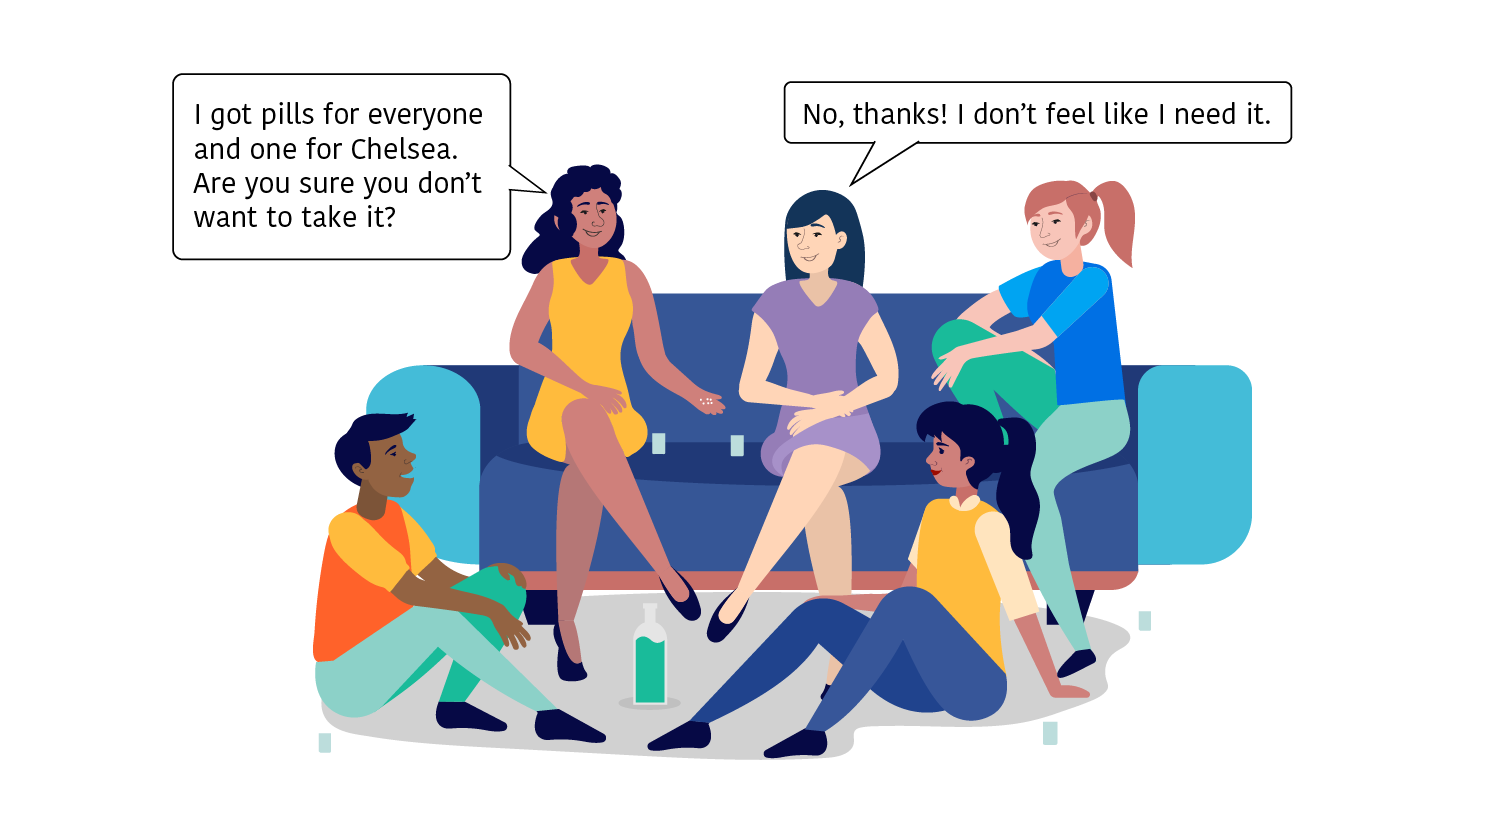 I got pills for everyone
and one for Chelsea.
Are you sure you don’t
want to take it?
No, thanks! I don’t feel like I need it.